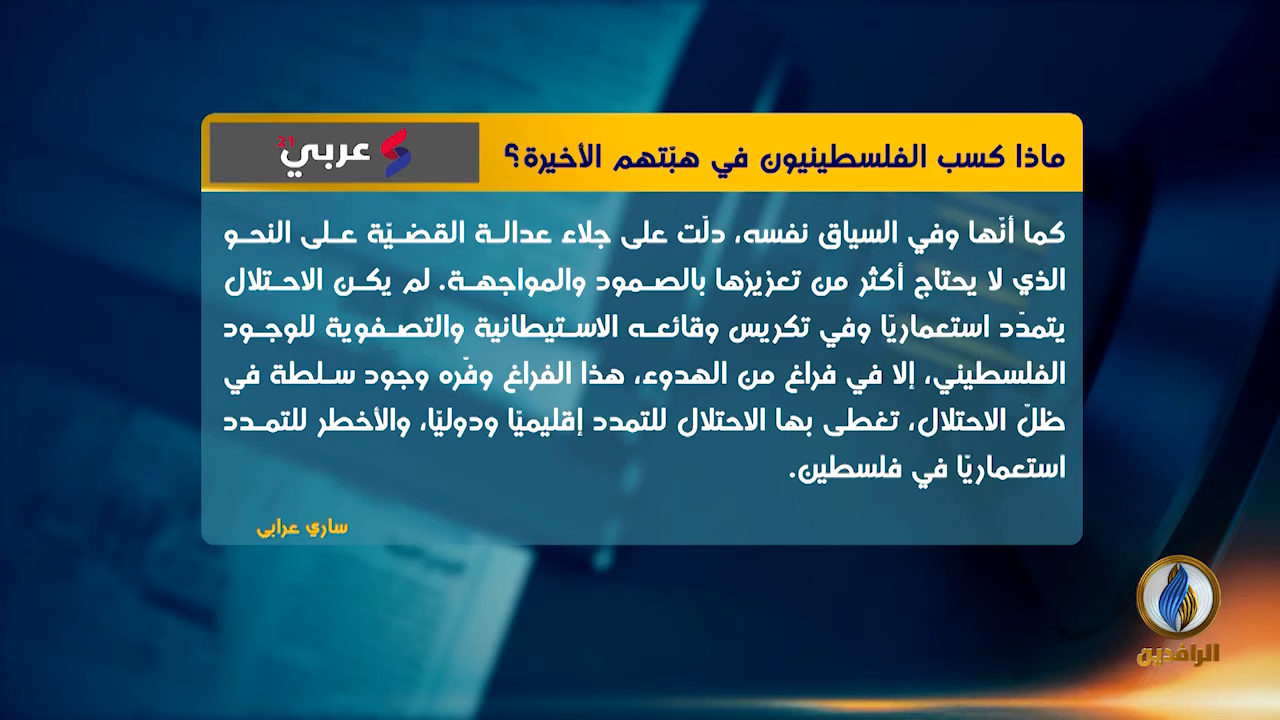 ماذا كسب الفلسطينيون في هبّتهم الأخيرة؟
عربي 21
كما أنّها وفي السياق نفسه، دلّت على جلاء عدالة القضيّة على النحو
الذي لا يحتاج أكثر من تعزيزها بالصمود والمواجهة. لم يكن الاحتلال
يتمدّد استعماريّا وفي تكريس وقائعه الاستيطانية والتصفوية للوجود
الفلسطيني، إلا في فراغ من الهدوء، هذا الفراغ وفّره وجود سلطة في
ظلّ الاحتلال، تغطى بها الاحتلال للتمدد إقليميّا ودوليّا، والأخطر للتمدد
استعماريّا في فلسطين.
ساري عرابى
الرافدين